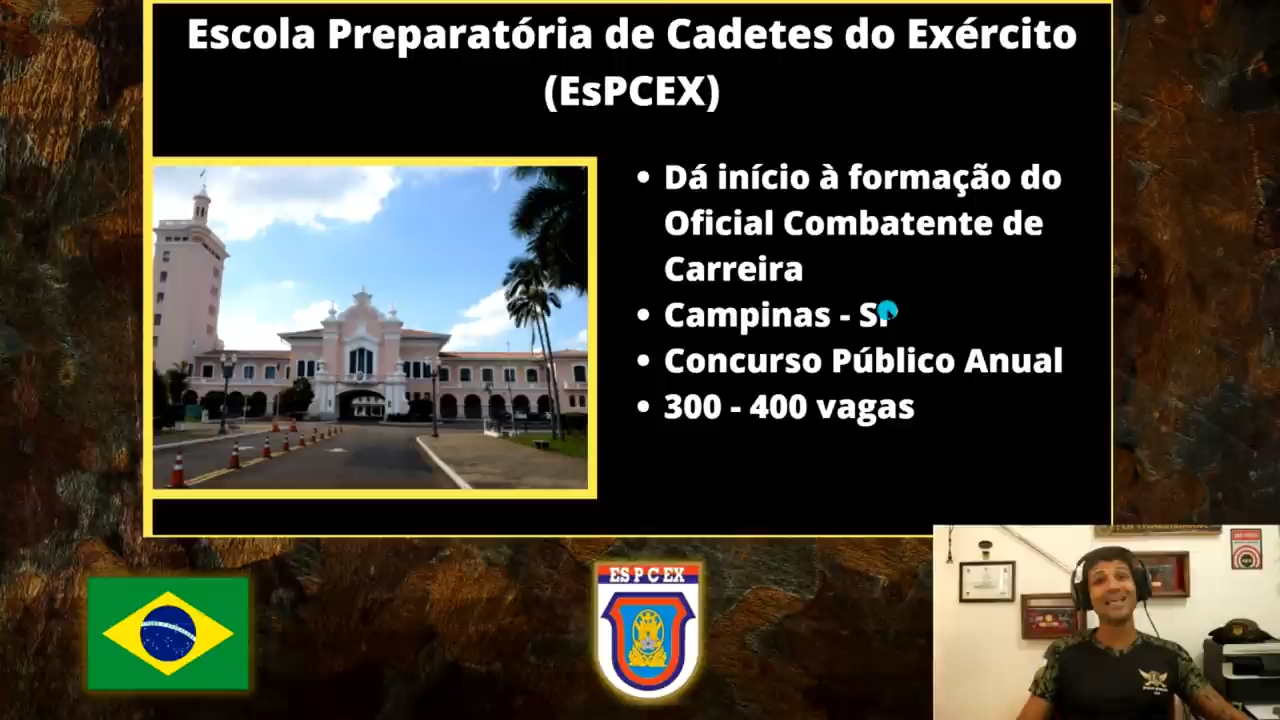 Escola Preparatória de Cadetes do Exército
(EsPCEX)
• Dá início à formação do
Oficial Combatente de
Carreira
• Campinas - SP
• Concurso Público Anual
• 300 - 400 vagas
ES P C EX